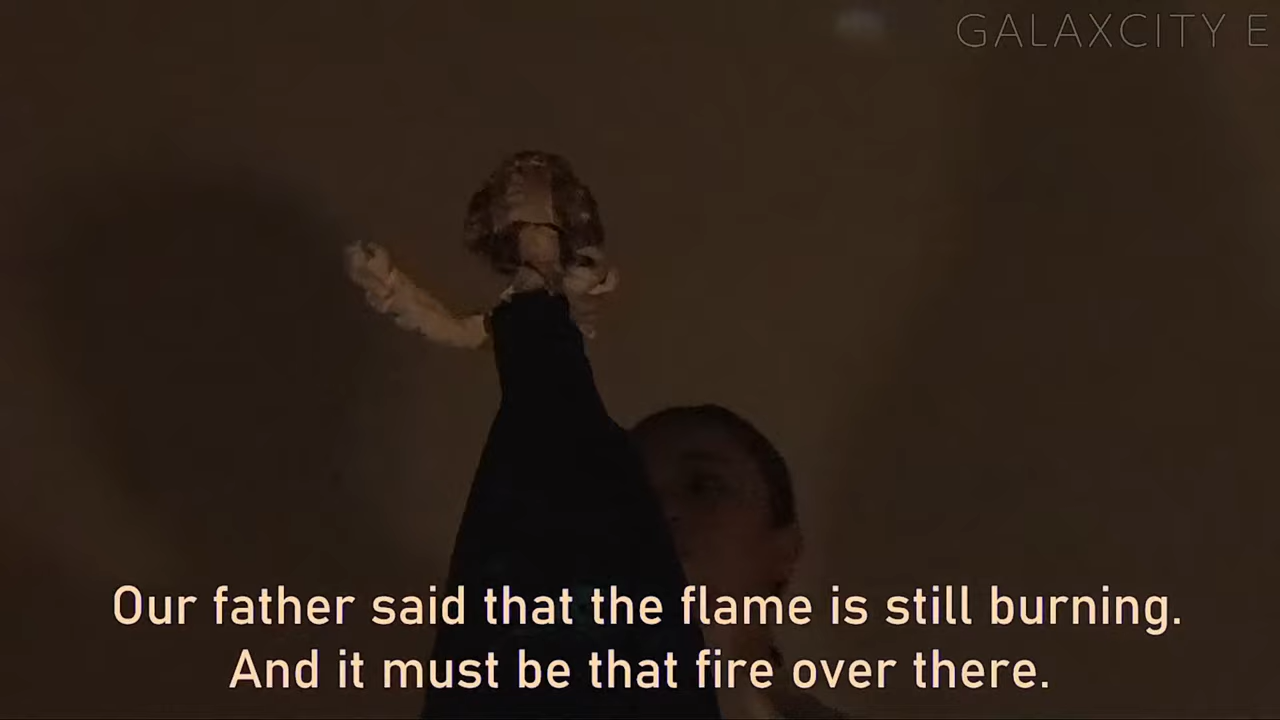 GALAXCITY E
Our father said that the flame is still burning.
And it must be that fire over there.